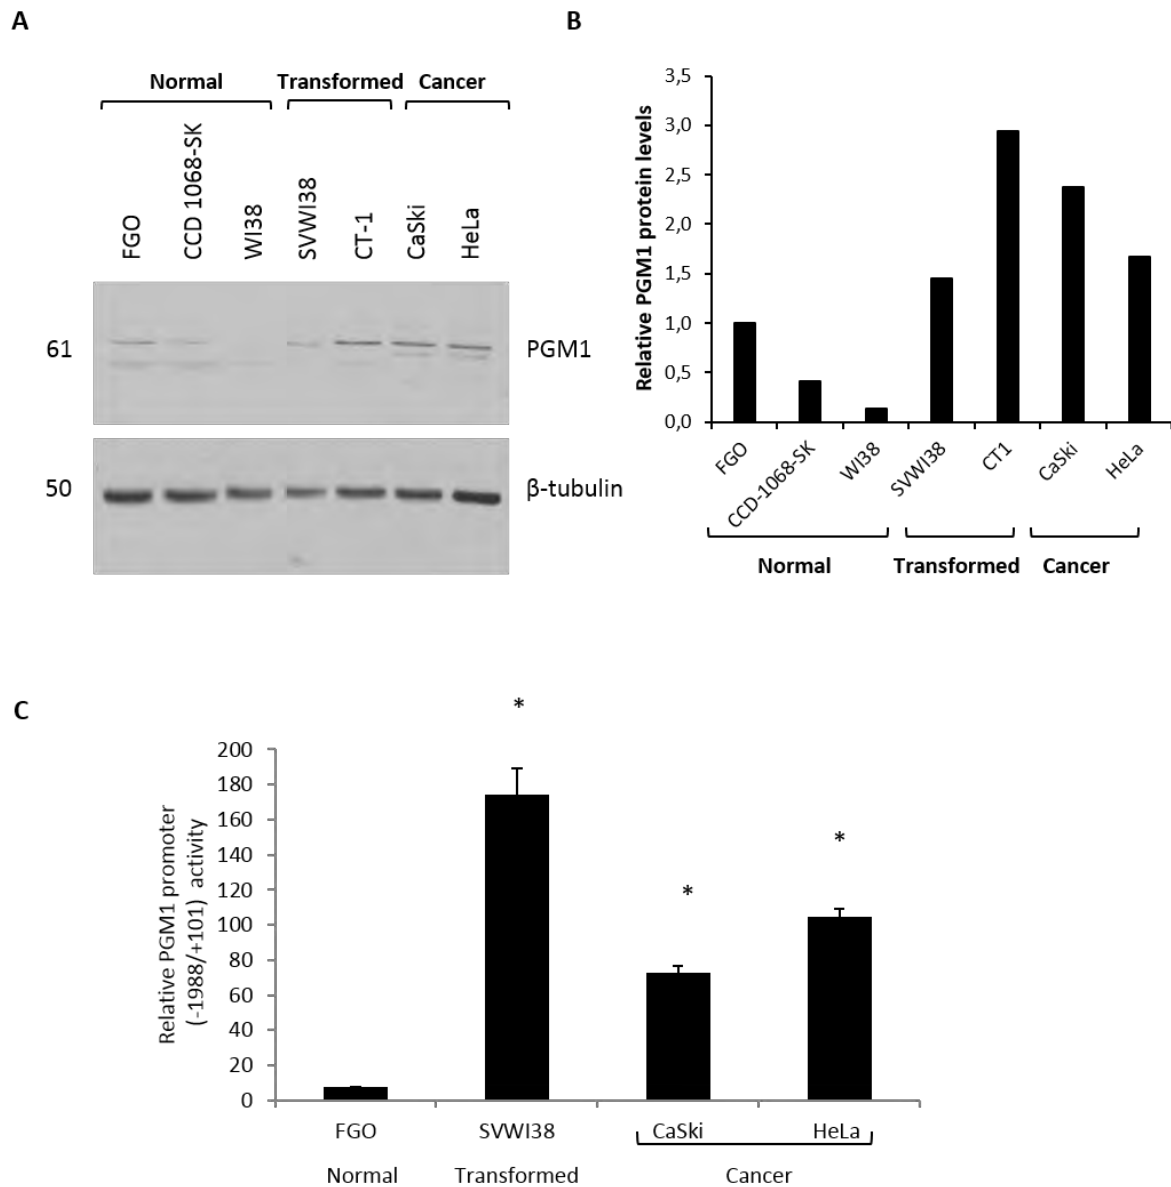 A
Normal Transformed Cancer
FGO
CCD 1068-SK
WI38
SVWI38
CT-1
CaSki
HeLa
61 PGM1
50 β-tubulin
B
Relative PGM1 protein levels
3,5
3,0
2,5
2,0
1,5
1,0
0,5
0,0
FGO
CCD-1068-SK
WI38
SVWI38
CT1
CaSki
HeLa
Normal Transformed Cancer
C
Relative PGM1 promoter
(-1988/+101) activity
200
180
160
140
120
100
80
60
40
20
0
*
*
*
FGO SVWI38 CaSki HeLa
Normal Transformed Cancer